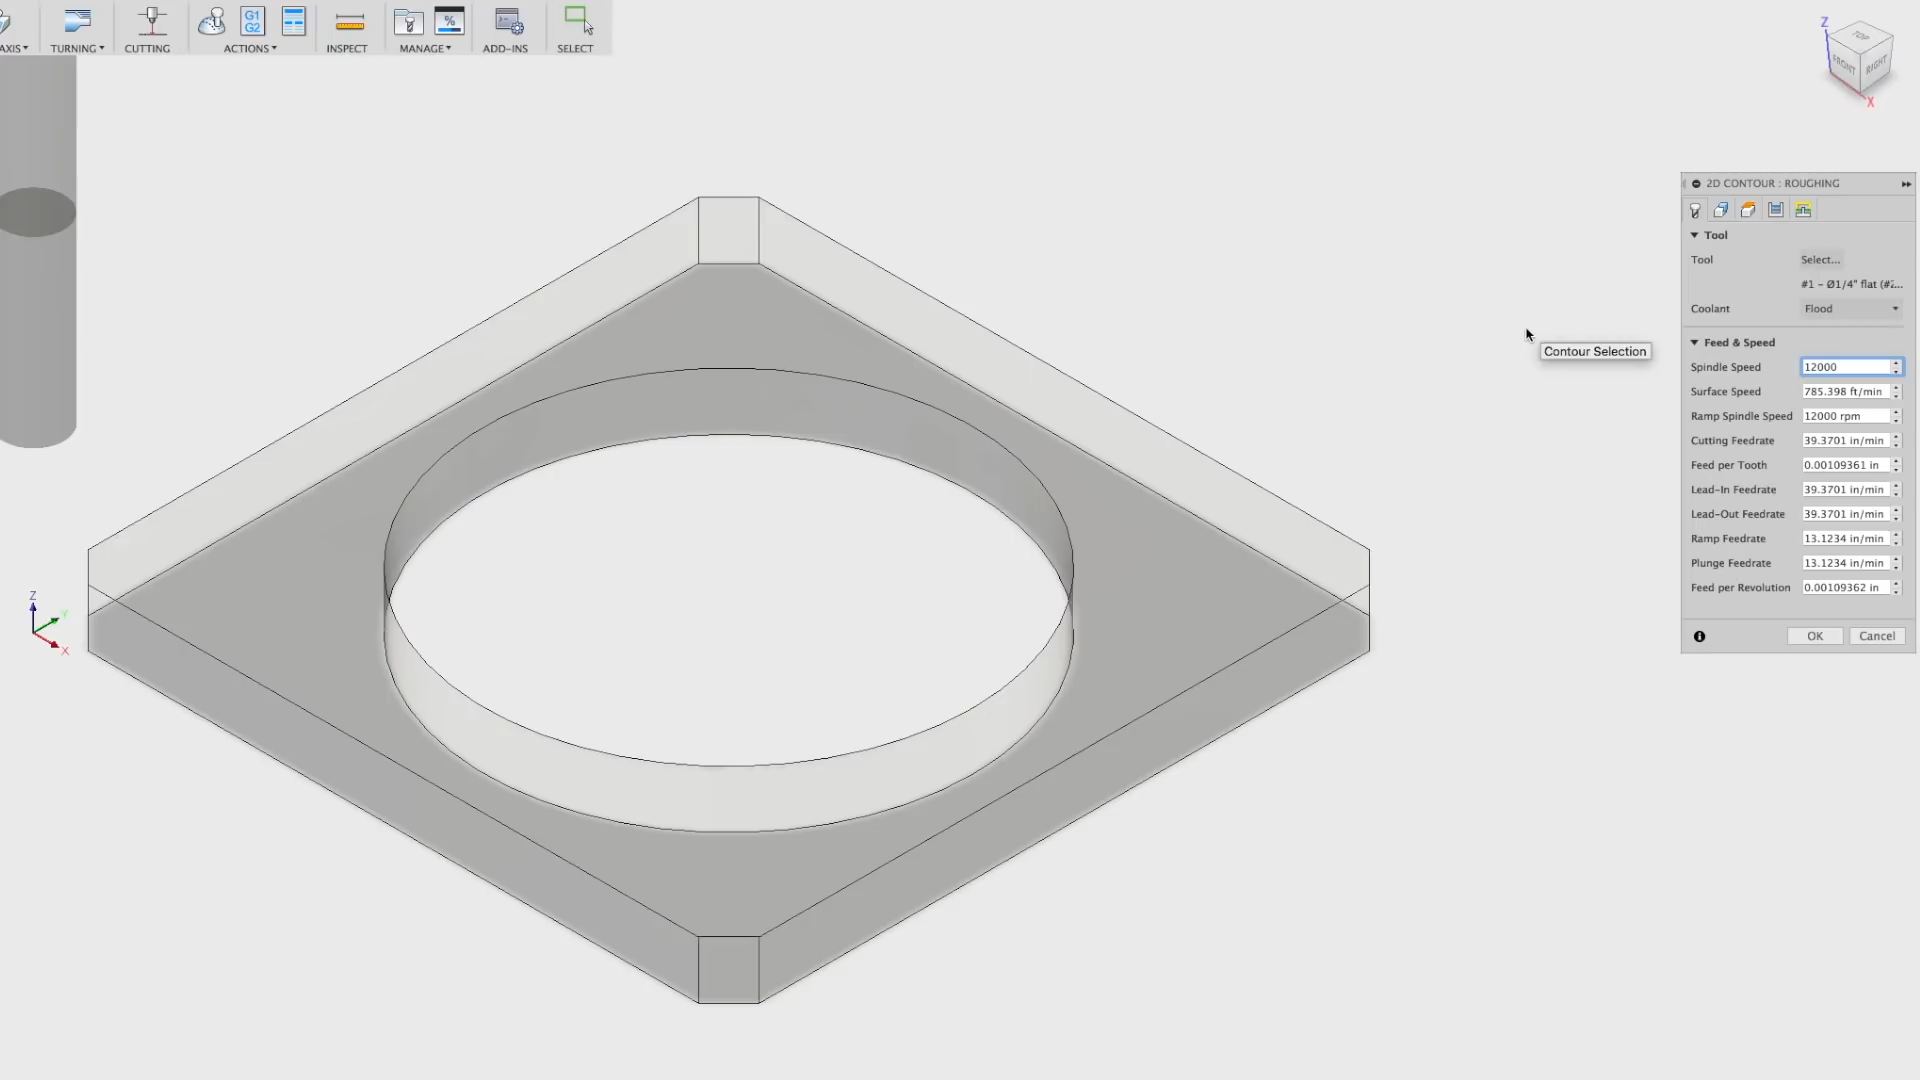 AXIS▾ TURNING▾ CUTTING ACTIONS▾ INSPECT MANAGE▾ ADD-INS SELECT
G1
G2
%
Z
TOP
FRONT
RIGHT
X
2D CONTOUR : ROUGHING
Tool
Tool Select...
#1 - Ø1/4" flat (#2...
Coolant Flood
Feed & Speed
Contour Selection
Spindle Speed 12000
Surface Speed 785.398 ft/min
Ramp Spindle Speed 12000 rpm
Cutting Feedrate 39.3701 in/min
Feed per Tooth 0.00109361 in
Lead-In Feedrate 39.3701 in/min
Lead-Out Feedrate 39.3701 in/min
Ramp Feedrate 13.1234 in/min
Plunge Feedrate 13.1234 in/min
Feed per Revolution 0.00109362 in
OK Cancel
Z
Y
X